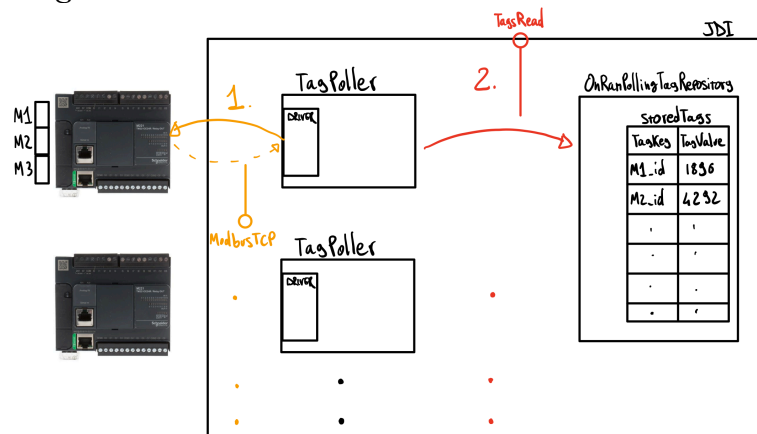 TagsRead
JDI
M1
M2
M3
1.
TagPoller
DRIVER
2.
OnRamPollingTagRepository
StoredTags
TagKey TagValue
M1_id 1896
M2_id 4292
ModbusTCP
TagPoller
DRIVER